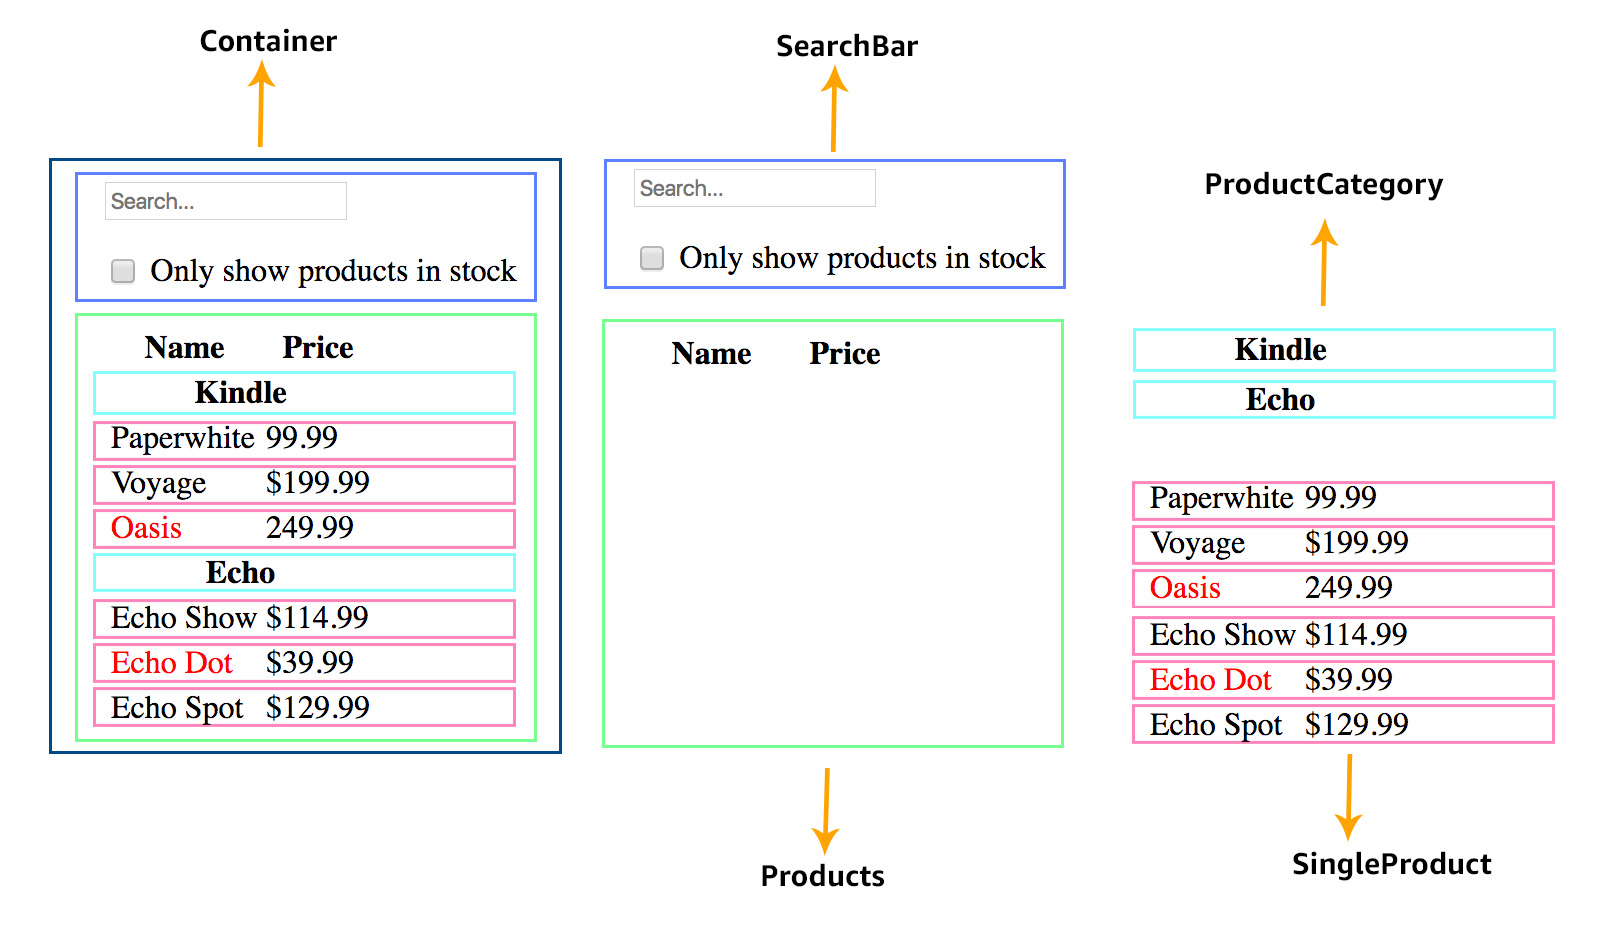 Container
Search...
Only show products in stock
Name Price
Kindle
Paperwhite 99.99
Voyage $199.99
Oasis 249.99
Echo
Echo Show $114.99
Echo Dot $39.99
Echo Spot $129.99
SearchBar
Search...
Only show products in stock
Name Price
Products
ProductCategory
Kindle
Echo
Paperwhite 99.99
Voyage $199.99
Oasis 249.99
Echo Show $114.99
Echo Dot $39.99
Echo Spot $129.99
SingleProduct